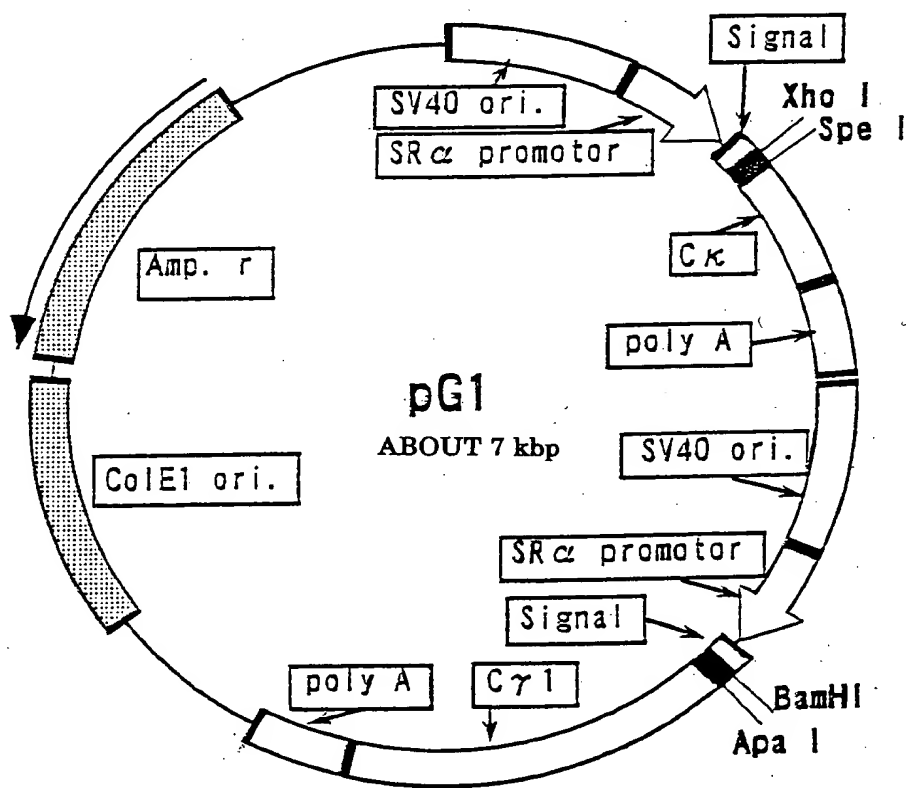 Signal
Xho I
Spe I
SV40 ori.
SRα promotor
Cκ
Amp. r
poly A
pG1
ABOUT 7 kbp
ColE1 ori.
SV40 ori.
SRα promotor
Signal
poly A
Cγ1
BamHI
Apa I